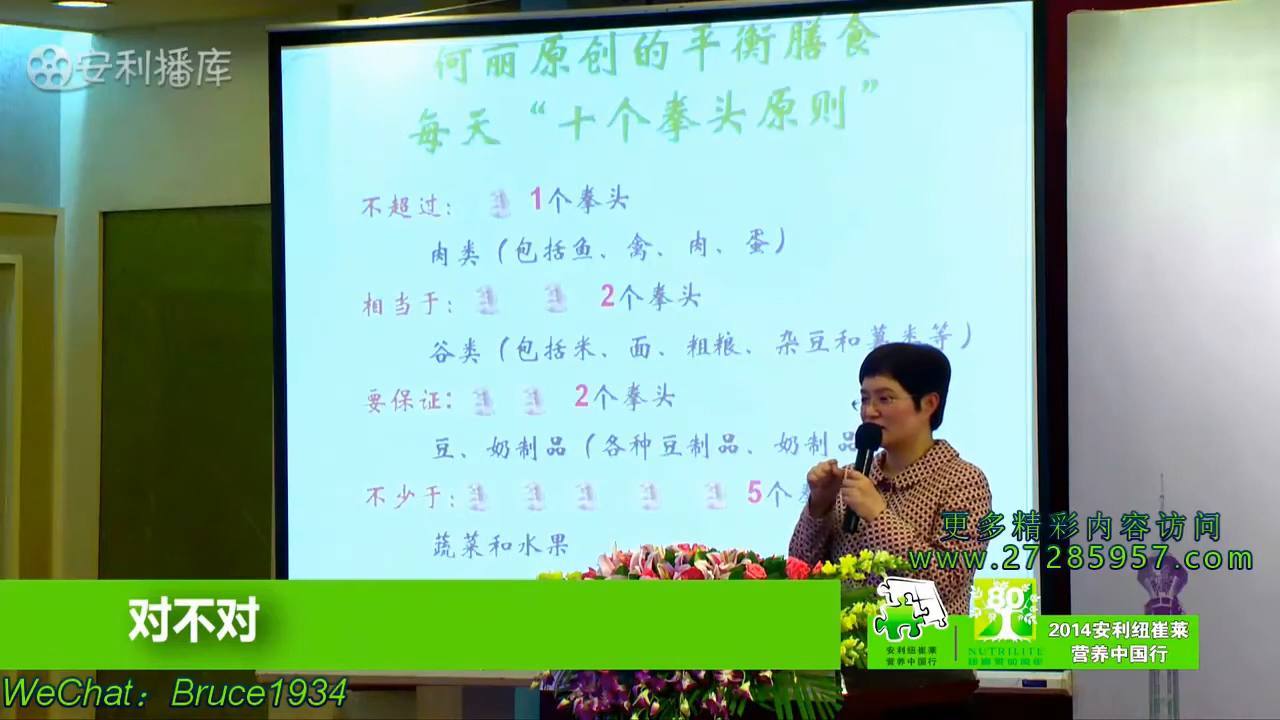 安利播库
何丽原创的平衡膳食
每天“十个拳头原则”
不超过： 1个拳头
肉类（包括鱼、禽、肉、蛋）
相当于： 2个拳头
谷类（包括米、面、粗粮、杂豆和薯类等）
要保证： 2个拳头
豆、奶制品（各种豆制品、奶制品
不少于： 5个
蔬菜和水果
更多精彩内容访问
www.27285957.com
对不对
安利纽崔莱
营养中国行
80
NUTRILITE
2014安利纽崔莱
营养中国行
WeChat：Bruce1934